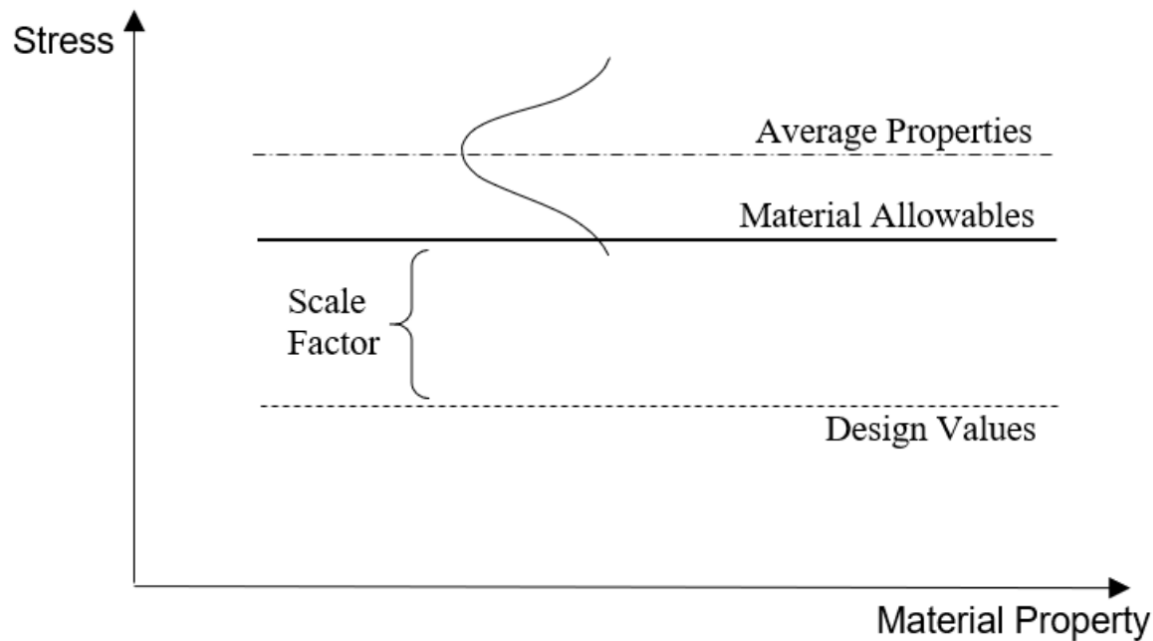 Stress
Average Properties
Material Allowables
Scale
Factor
Design Values
Material Property